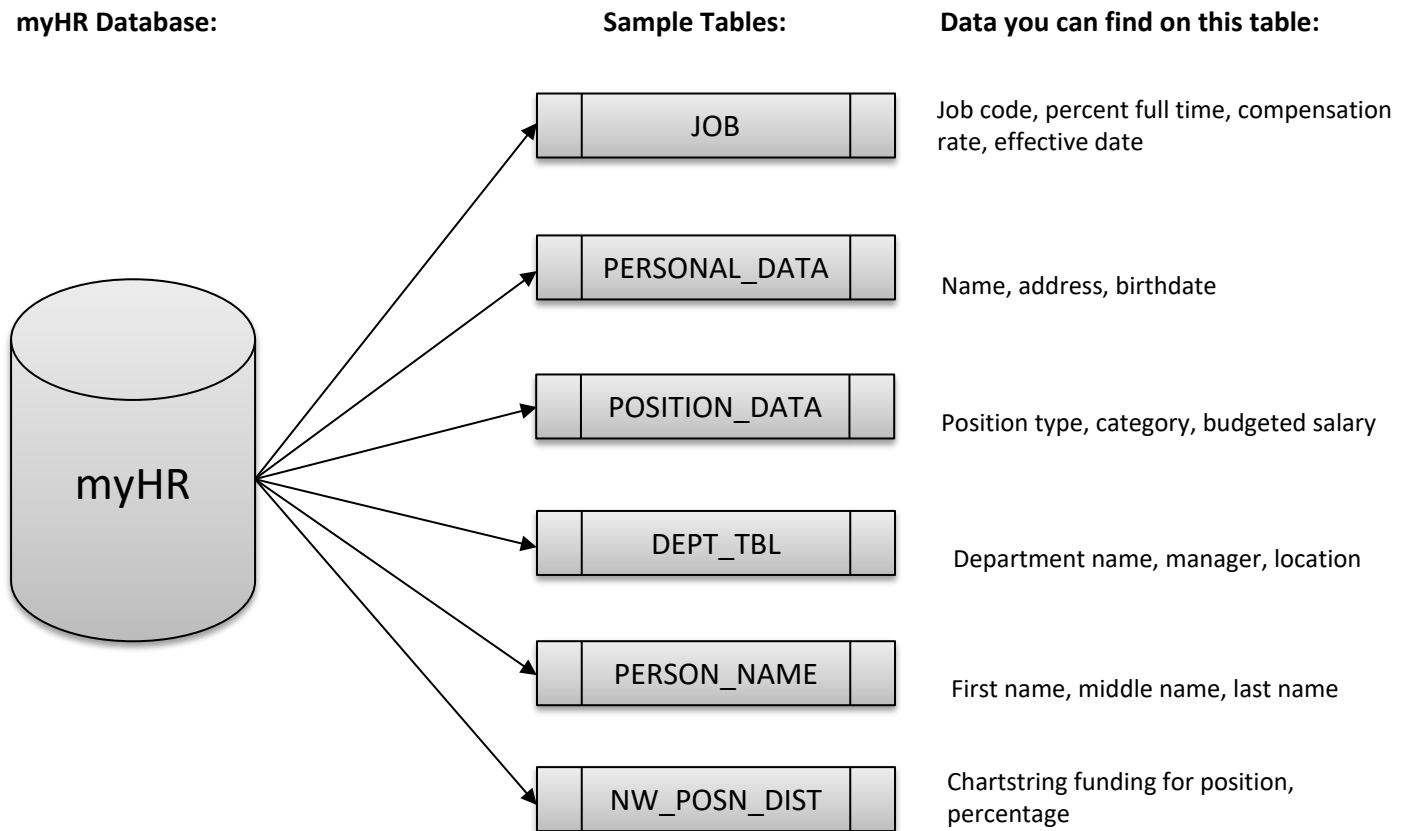 myHR Database:
Sample Tables:
Data you can find on this table:
myHR
JOB
Job code, percent full time, compensation
rate, effective date
PERSONAL_DATA
Name, address, birthdate
POSITION_DATA
Position type, category, budgeted salary
DEPT_TBL
Department name, manager, location
PERSON_NAME
First name, middle name, last name
NW_POSN_DIST
Chartstring funding for position,
percentage